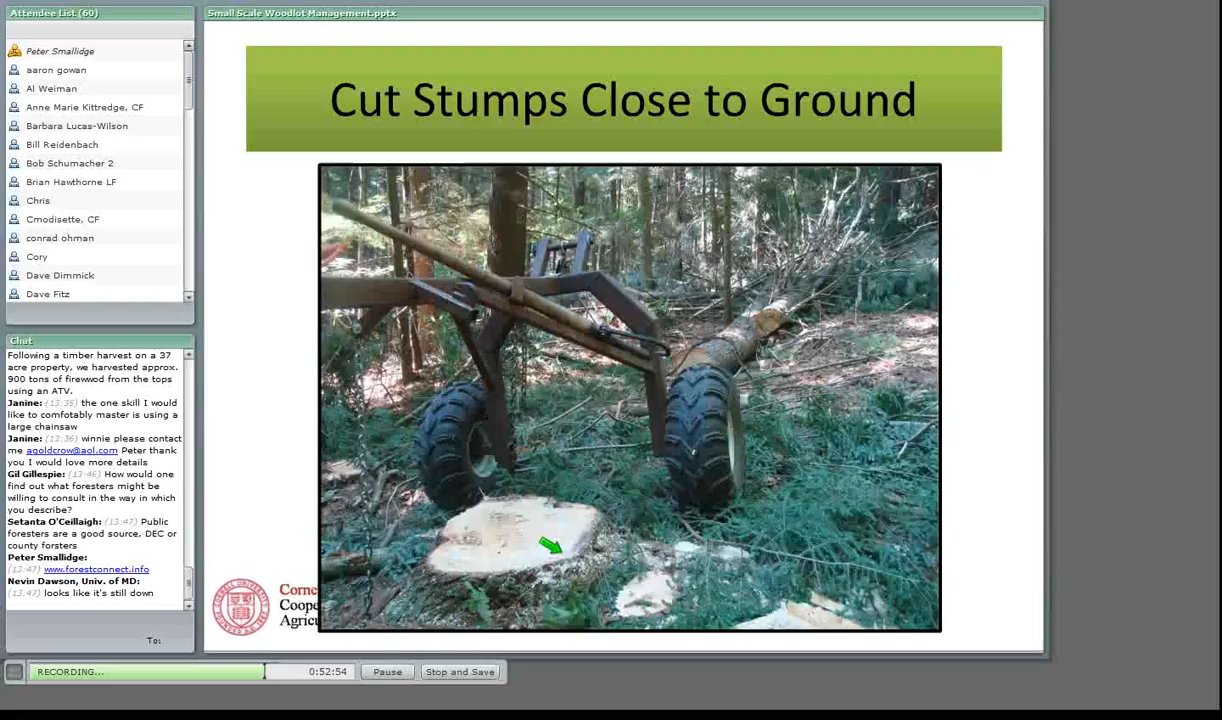 Attendee List (60)
Peter Smallidge
aaron gowan
Al Weiman
Anne Marie Kittredge, CF
Barbara Lucas-Wilson
Bill Reidenbach
Bob Schumacher 2
Brian Hawthorne LF
Chris
Cmodisette, CF
conrad ohman
Cory
Dave Dimmick
Dave Fitz
Chat
Following a timber harvest on a 37
acre property, we harvested approx.
900 tons of firewwod from the tops
using an ATV.
Janine: (13:35) the one skill I would
like to comfotably master is using a
large chainsaw
Janine: (13:36) winnie please contact
me agoldcrow@aol.com Peter thank
you I would love more details
Gil Gillespie: (13:46) How would one
find out what foresters might be
willing to consult in the way in which
you describe?
Setanta O'Ceillaigh: (13:47) Public
foresters are a good source, DEC or
county forsters
Peter Smallidge:
(13:47) www.forestconnect.info
Nevin Dawson, Univ. of MD:
(13:47) looks like it's still down
To:
Small Scale Woodlot Management.pptx
Cut Stumps Close to Ground
Corne
Coope
Agricu
RECORDING...
0:52:54
Pause
Stop and Save